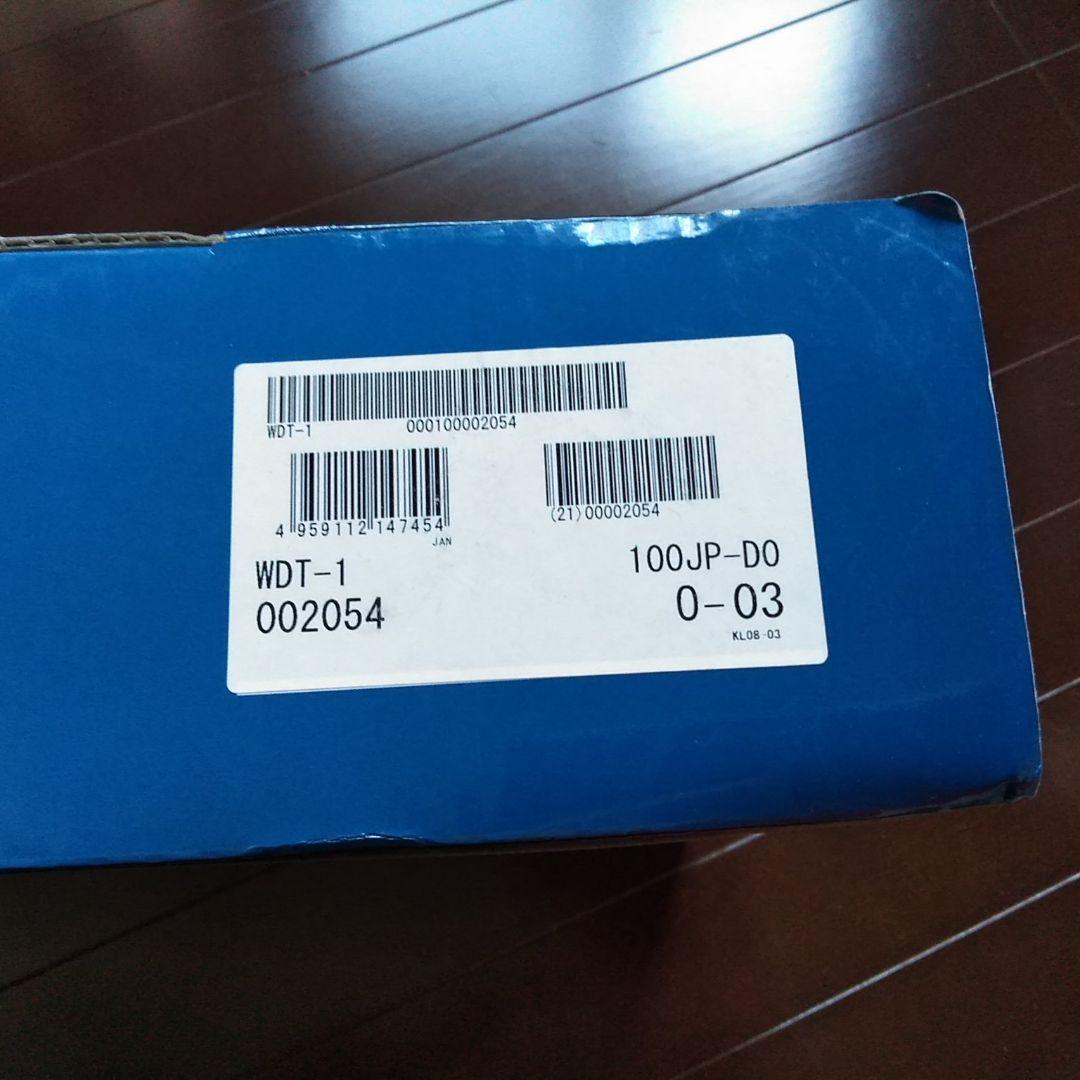 WDT-1 000100002054
4 959112 147454
JAN
(21)00002054
WDT-1 100JP-D0
002054 0-03
KL08-03